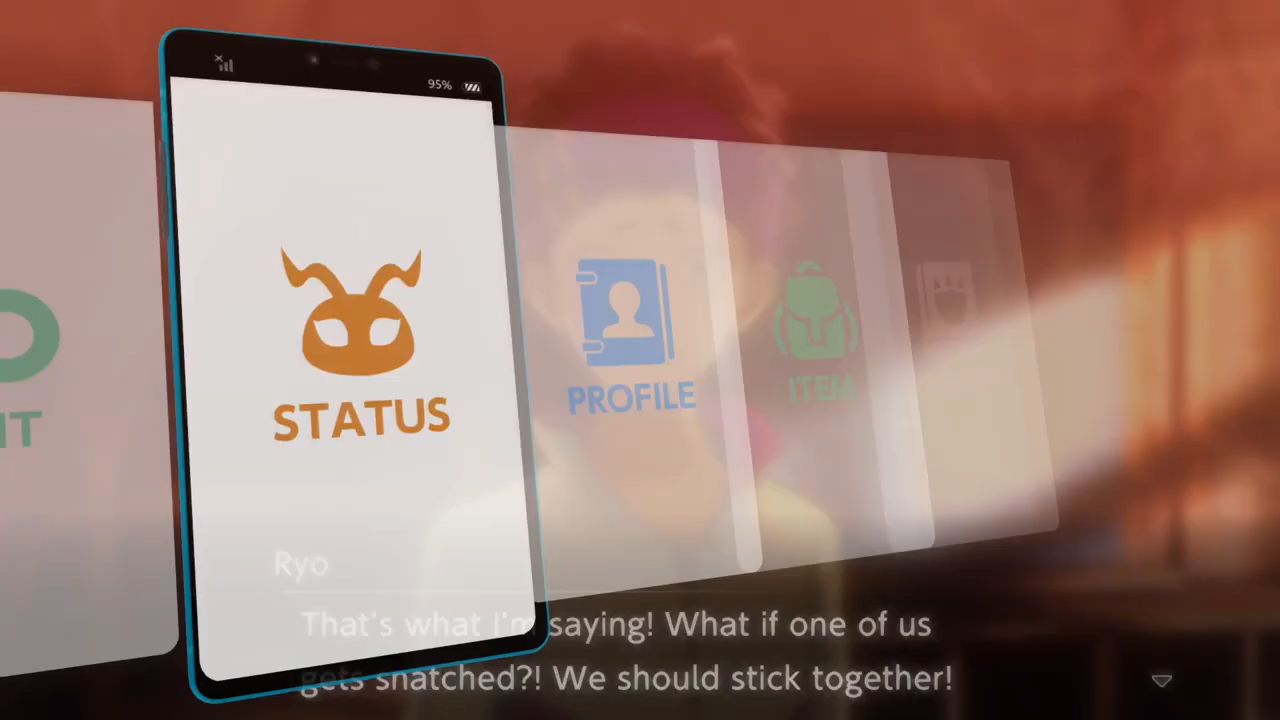 95%
IT
STATUS
PROFILE
ITEM
Ryo
That's what I'm saying! What if one of us
gets snatched?! We should stick together!